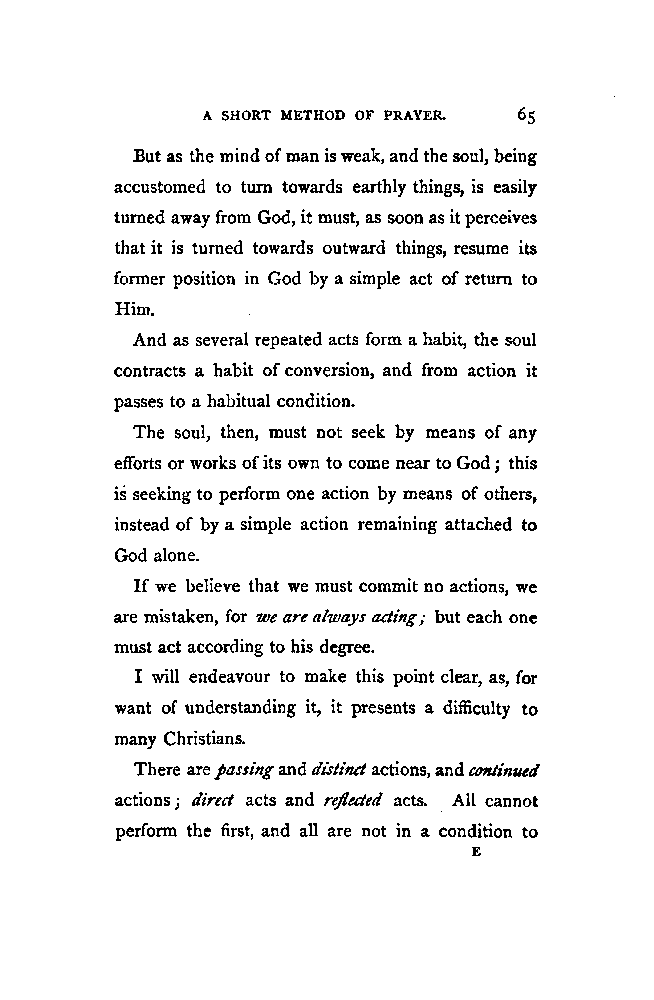 A SHORT METHOD OF PRAYER. 65
But as the mind of man is weak, and the soul, being
accustomed to turn towards earthly things, is easily
turned away from God, it must, as soon as it perceives
that it is turned towards outward things, resume its
former position in God by a simple act of return to
Him.
And as several repeated acts form a habit, the soul
contracts a habit of conversion, and from action it
passes to a habitual condition.
The soul, then, must not seek by means of any
efforts or works of its own to come near to God ; this
is seeking to perform one action by means of others,
instead of by a simple action remaining attached to
God alone.
If we believe that we must commit no actions, we
are mistaken, for we are always acting ; but each one
must act according to his degree.
I will endeavour to make this point clear, as, for
want of understanding it, it presents a difficulty to
many Christians.
There are passing and distinct actions, and continued
actions ; direct acts and reflected acts. All cannot
perform the first, and all are not in a condition to
E